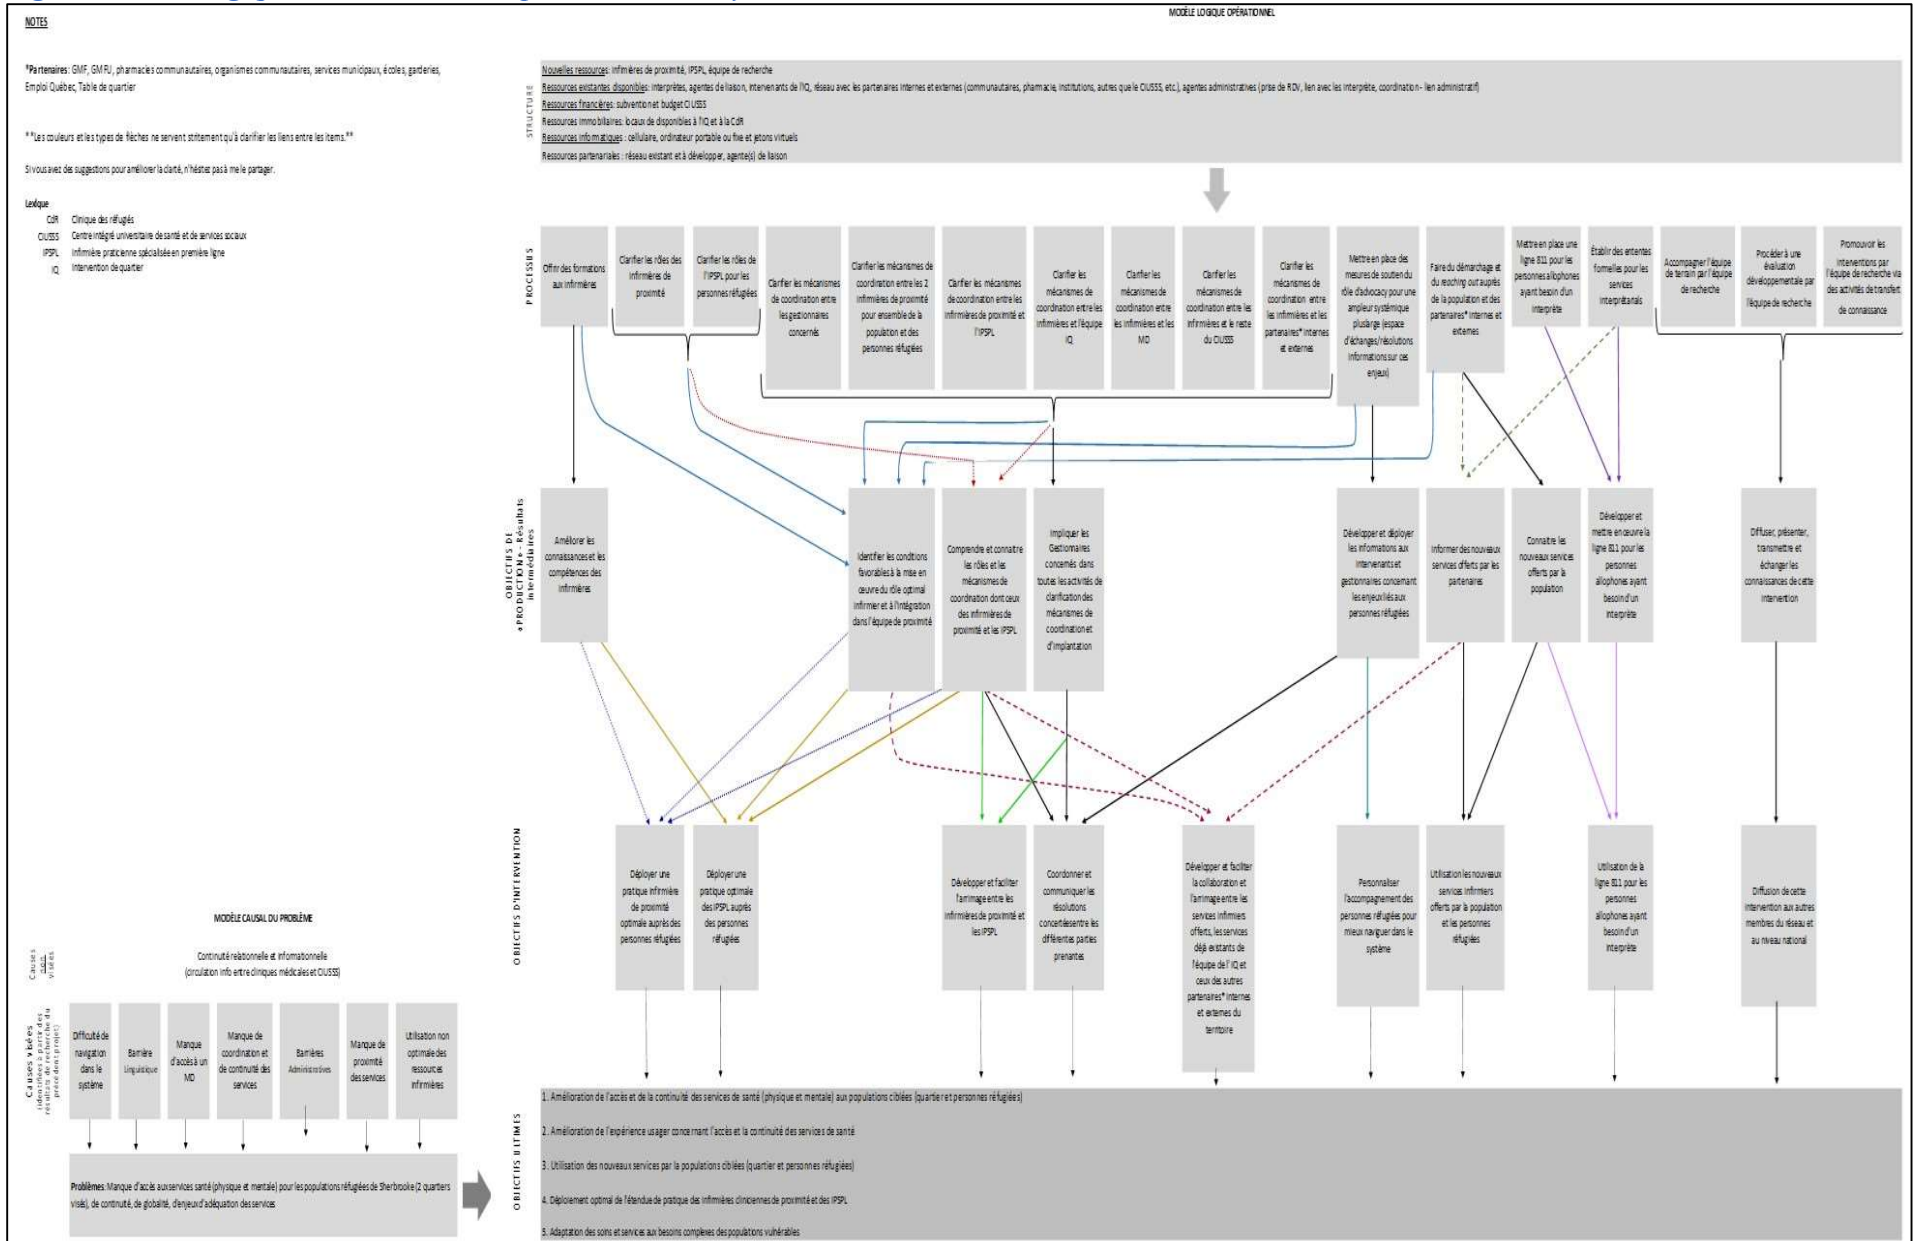 NOTES
*Partenaires: GMF, GMFU, pharmacies communautaires, organismes communautaires, services municipaux, écoles, garderies,
Emploi Québec, Table de quartier
**Les couleurs et les types de flèches ne servent strictement qu'à clarifier les liens entre les items.**
Si vous avez des suggestions pour améliorer la clarté, n'hésitez pas à me le partager.
Lexique
CdR Clinique des réfugiés
CIUSSS Centre intégré universitaire de santé et de services sociaux
IPSPL Infirmière praticienne spécialisée en première ligne
IQ Intervention de quartier
MODÈLE LOGIQUE OPÉRATIONNEL
STRUCTURE
Nouvelles ressources: infirmières de proximité, IPSPL, équipe de recherche
Ressources existantes disponibles: interprètes, agentes de liaison, intervenants de l'IQ, réseau avec les partenaires internes et externes (communautaires, pharmacie, institutions, autres que le CIUSSS, etc.), agentes administratives (prise de RDV, lien avec les interprète, coordination - lien administratif)
Ressources financières: subvention et budget CIUSSS
Ressources immobilières: locaux de disponibles à l'IQ et à la CdR
Ressources informatiques : cellulaire, ordinateur portable ou fixe et jetons virtuels
Ressources partenariales : réseau existant et à développer, agente(s) de liaison
PROCESSUS
Offrir des formations
aux infirmières
Clarifier les rôles des
infirmières de
proximité
Clarifier les rôles de
l'IPSPL pour les
personnes réfugiées
Clarifier les mécanismes
de coordination entre
les gestionnaires
concernés
Clarifier les mécanismes de
coordination entre les 2
infirmières de proximité
pour ensemble de la
population et des
personnes réfugiées
Clarifier les mécanismes
de coordination entre les
infirmières de proximité et
l'IPSPL
Clarifier les
mécanismes de
coordination entre les
infirmières et l'équipe
IQ
Clarifier les
mécanismes de
coordination entre
les infirmières et les
MD
Clarifier les
mécanismes de
coordination entre les
infirmières et le reste
du CIUSSS
Clarifier les
mécanismes de
coordination entre
les infirmières et les
partenaires* internes
et externes
Mettre en place des
mesures de soutien du
rôle d'advocacy pour une
ampleur systémique
plus large (espace
d'échanges/résolutions
informations sur ces
enjeux)
Faire du démarchage et
du reaching out auprès
de la population et des
partenaires* internes et
externes
Mettre en place une
ligne 811 pour les
personnes allophones
ayant besoin d'un
interprète
Établir des ententes
formelles pour les
services
interprétariats
Accompagner l'équipe
de terrain par l'équipe
de recherche
Procéder à une
évaluation
développementale par
l'équipe de recherche
Promouvoir les
interventions par
l'équipe de recherche via
des activités de transfert
de connaissance
OBJECTIFS DE
«PRODUCTION» - Résultats
intermédiaires
Améliorer les
connaissances et les
compétences des
infirmières
Identifier les conditions
favorables à la mise en
œuvre du rôle optimal
infirmier et à l'intégration
dans l'équipe de proximité
Comprendre et connaitre
les rôles et les
mécanismes de
coordination dont ceux
des infirmières de
proximité et les IPSPL
Impliquer les
Gestionnaires
concernés dans
toutes les activités de
clarification des
mécanismes de
coordination et
d'implantation
Développer et déployer
les informations aux
intervenants et
gestionnaires concernant
les enjeux liés aux
personnes réfugiées
Informer des nouveaux
services offerts par les
partenaires
Connaitre les
nouveaux services
offerts par la
population
Développer et
mettre en œuvre la
ligne 811 pour les
personnes
allophones ayant
besoin d'un
interprète
Diffuser, présenter,
transmettre et
échanger les
connaissances de cette
intervention
OBJECTIFS D'INTERVENTION
Déployer une
pratique infirmière
de proximité
optimale auprès des
personnes réfugiées
Déployer une
pratique optimale
des IPSPL auprès
des personnes
réfugiées
Développer et faciliter
l'arrimage entre les
infirmières de proximité et
les IPSPL
Coordonner et
communiquer les
résolutions
concertées entre les
différentes parties
prenantes
Développer et faciliter
la collaboration et
l'arrimage entre les
services infirmiers
offerts, les services
déjà existants de
l'équipe de l'IQ et
ceux des autres
partenaires* internes
et externes du
territoire
Personnaliser
l'accompagnement des
personnes réfugiées pour
mieux naviguer dans le
système
Utilisation les nouveaux
services infirmiers
offerts par la population
et les personnes
réfugiées
Utilisation de la
ligne 811 pour les
personnes
allophones ayant
besoin d'un
interprète
Diffusion de cette
intervention aux autres
membres du réseau et
au niveau national
MODÈLE CAUSAL DU PROBLÈME
Causes
non
visées
Continuité relationnelle et informationnelle
(circulation info entre cliniques médicales et CIUSSS)
Causes visées
(identifiées à partir des
résultats de recherche du
précédent projet)
Difficulté de
navigation
dans le
système
Barrière
Linguistique
Manque
d'accès à un
MD
Manque de
coordination et
de continuité des
services
Barrières
Administratives
Manque de
proximité
des services
Utilisation non
optimale des
ressources
infirmières
Problèmes: Manque d'accès aux services santé (physique et mentale) pour les populations réfugiées de Sherbrooke (2 quartiers
visés), de continuité, de globalité, d'enjeux d'adéquation des services
OBJECTIFS ULTIMES
1. Amélioration de l'accès et de la continuité des services de santé (physique et mentale) aux populations ciblées (quartier et personnes réfugiées)
2. Amélioration de l'expérience usager concernant l'accès et la continuité des services de santé
3. Utilisation des nouveaux services par la populations ciblées (quartier et personnes réfugiées)
4. Déploiement optimal de l'étendue de pratique des infirmières cliniciennes de proximité et des IPSPL
5. Adaptation des soins et services aux besoins complexes des populations vulnérables